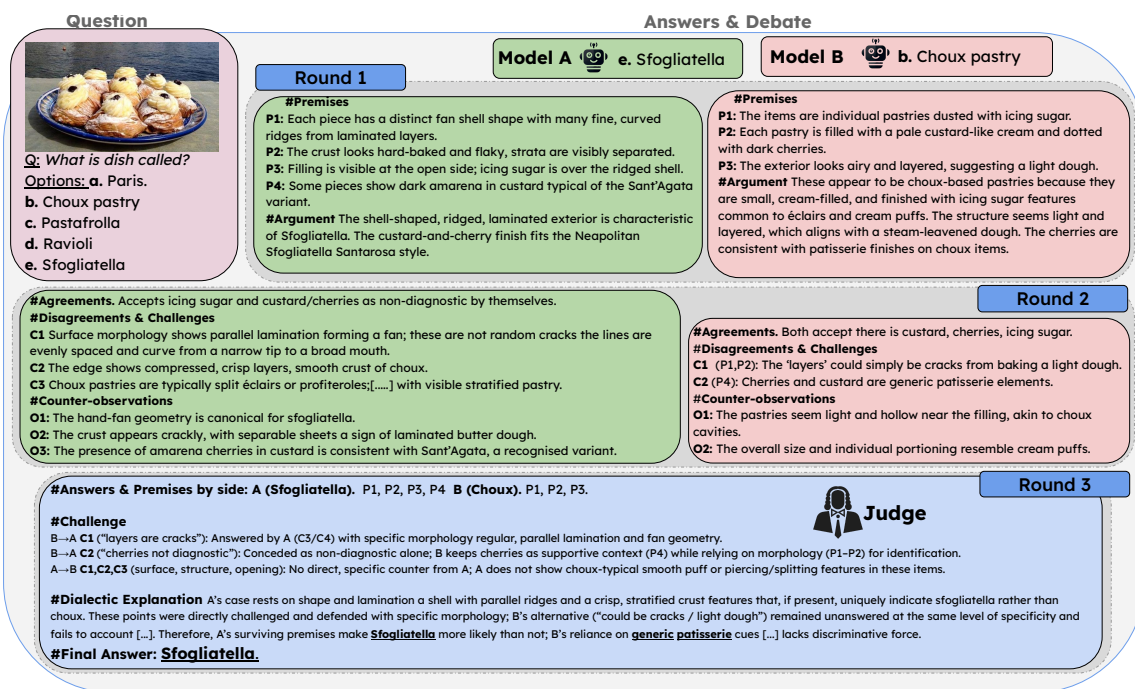 Question
Answers & Debate
Q: What is dish called?
Options: a. Paris.
b. Choux pastry
c. Pastafrolla
d. Ravioli
e. Sfogliatella
Model A e. Sfogliatella
Model B b. Choux pastry
Round 1
#Premises
P1: Each piece has a distinct fan shell shape with many fine, curved
ridges from laminated layers.
P2: The crust looks hard-baked and flaky, strata are visibly separated.
P3: Filling is visible at the open side; icing sugar is over the ridged shell.
P4: Some pieces show dark amarena in custard typical of the Sant'Agata
variant.
#Argument The shell-shaped, ridged, laminated exterior is characteristic
of Sfogliatella. The custard-and-cherry finish fits the Neapolitan
Sfogliatella Santarosa style.
#Premises
P1: The items are individual pastries dusted with icing sugar.
P2: Each pastry is filled with a pale custard-like cream and dotted
with dark cherries.
P3: The exterior looks airy and layered, suggesting a light dough.
#Argument These appear to be choux-based pastries because they
are small, cream-filled, and finished with icing sugar features
common to éclairs and cream puffs. The structure seems light and
layered, which aligns with a steam-leavened dough. The cherries are
consistent with patisserie finishes on choux items.
Round 2
#Agreements. Accepts icing sugar and custard/cherries as non-diagnostic by themselves.
#Disagreements & Challenges
C1 Surface morphology shows parallel lamination forming a fan; these are not random cracks the lines are
evenly spaced and curve from a narrow tip to a broad mouth.
C2 The edge shows compressed, crisp layers, smooth crust of choux.
C3 Choux pastries are typically split éclairs or profiteroles;[.....] with visible stratified pastry.
#Counter-observations
O1: The hand-fan geometry is canonical for sfogliatella.
O2: The crust appears crackly, with separable sheets a sign of laminated butter dough.
O3: The presence of amarena cherries in custard is consistent with Sant'Agata, a recognised variant.
#Agreements. Both accept there is custard, cherries, icing sugar.
#Disagreements & Challenges
C1 (P1,P2): The 'layers' could simply be cracks from baking a light dough.
C2 (P4): Cherries and custard are generic patisserie elements.
#Counter-observations
O1: The pastries seem light and hollow near the filling, akin to choux
cavities.
O2: The overall size and individual portioning resemble cream puffs.
Round 3
Judge
#Answers & Premises by side: A (Sfogliatella). P1, P2, P3, P4 B (Choux). P1, P2, P3.
#Challenge
B→A C1 ("layers are cracks"): Answered by A (C3/C4) with specific morphology regular, parallel lamination and fan geometry.
B→A C2 ("cherries not diagnostic"): Conceded as non-diagnostic alone; B keeps cherries as supportive context (P4) while relying on morphology (P1–P2) for identification.
A→B C1,C2,C3 (surface, structure, opening): No direct, specific counter from A; A does not show choux-typical smooth puff or piercing/splitting features in these items.
#Dialectic Explanation A's case rests on shape and lamination a shell with parallel ridges and a crisp, stratified crust features that, if present, uniquely indicate sfogliatella rather than
choux. These points were directly challenged and defended with specific morphology; B's alternative ("could be cracks / light dough") remained unanswered at the same level of specificity and
fails to account [...]. Therefore, A's surviving premises make Sfogliatella more likely than not; B's reliance on generic patisserie cues [...] lacks discriminative force.
#Final Answer: Sfogliatella.